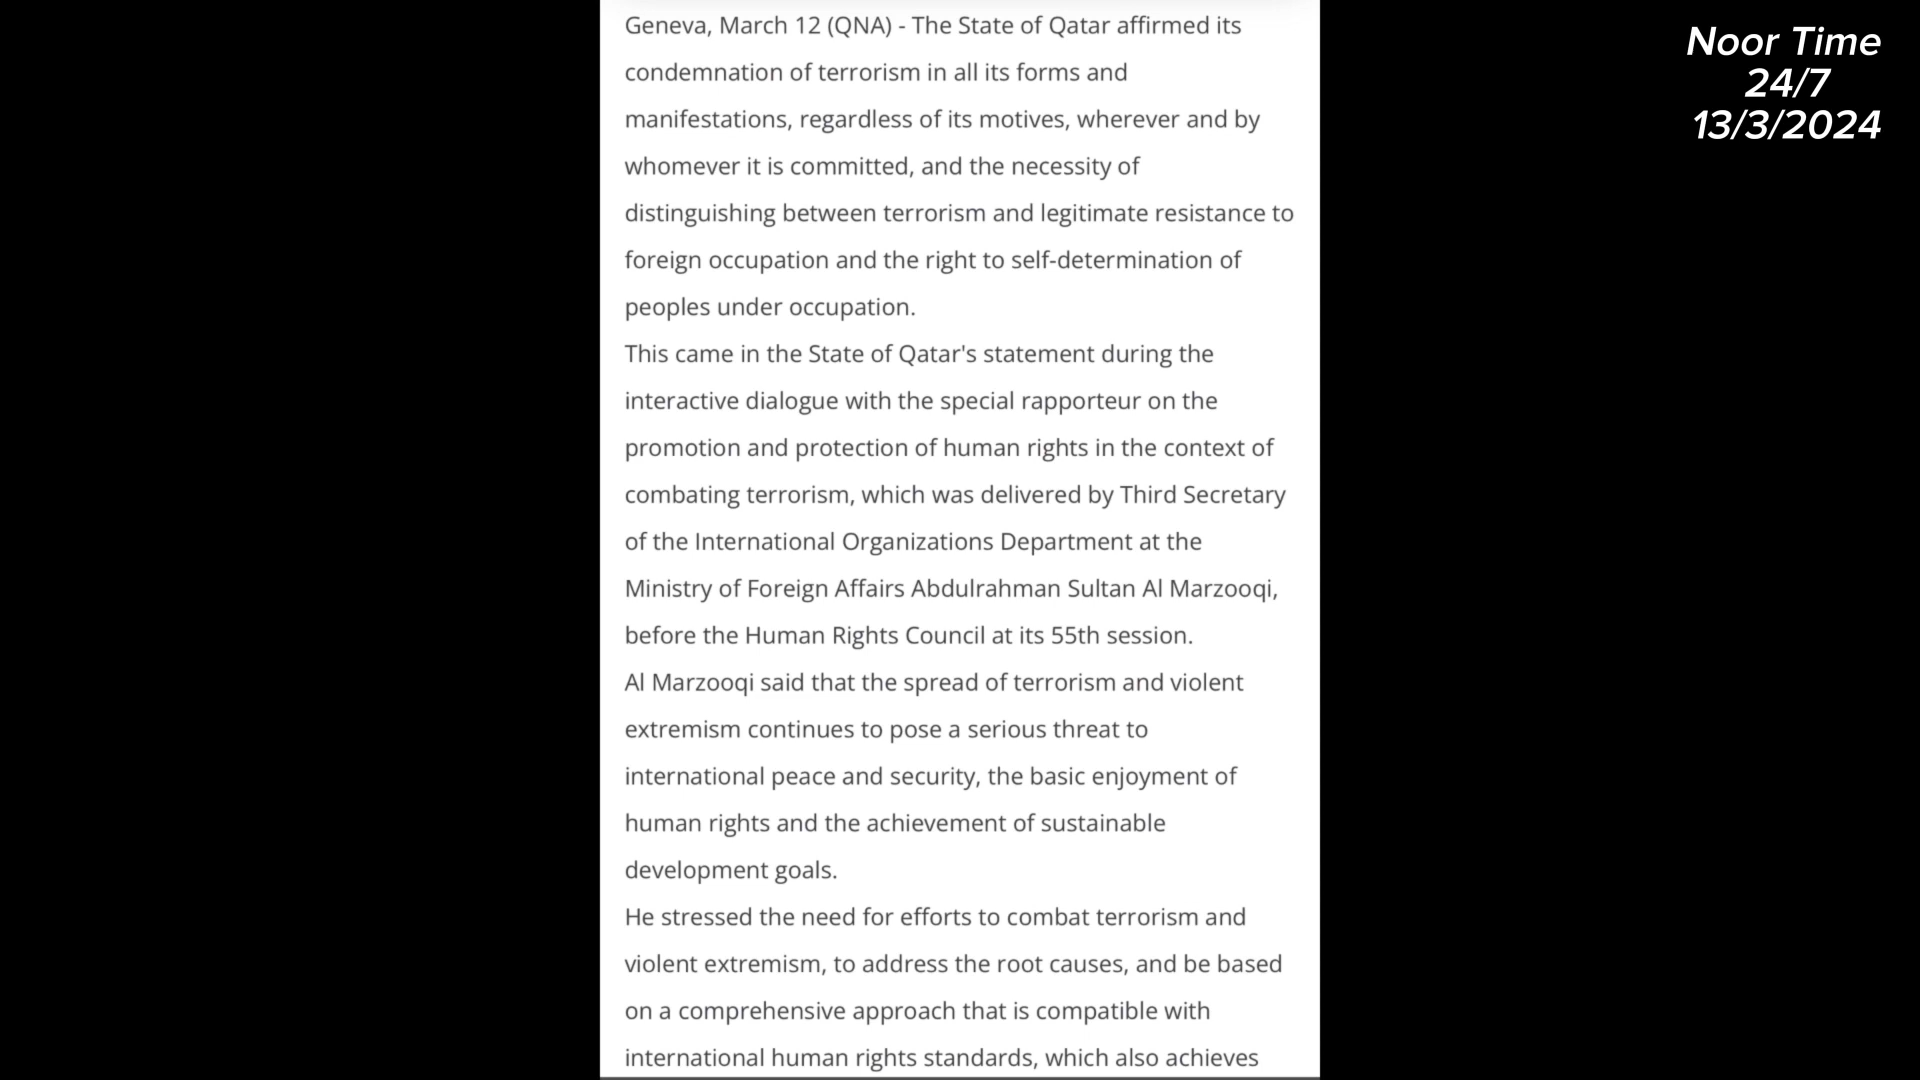 Geneva, March 12 (QNA) - The State of Qatar affirmed its
condemnation of terrorism in all its forms and
manifestations, regardless of its motives, wherever and by
whomever it is committed, and the necessity of
distinguishing between terrorism and legitimate resistance to
foreign occupation and the right to self-determination of
peoples under occupation.
This came in the State of Qatar's statement during the
interactive dialogue with the special rapporteur on the
promotion and protection of human rights in the context of
combating terrorism, which was delivered by Third Secretary
of the International Organizations Department at the
Ministry of Foreign Affairs Abdulrahman Sultan Al Marzooqi,
before the Human Rights Council at its 55th session.
Al Marzooqi said that the spread of terrorism and violent
extremism continues to pose a serious threat to
international peace and security, the basic enjoyment of
human rights and the achievement of sustainable
development goals.
He stressed the need for efforts to combat terrorism and
violent extremism, to address the root causes, and be based
on a comprehensive approach that is compatible with
international human rights standards, which also achieves
Noor Time
24/7
13/3/2024